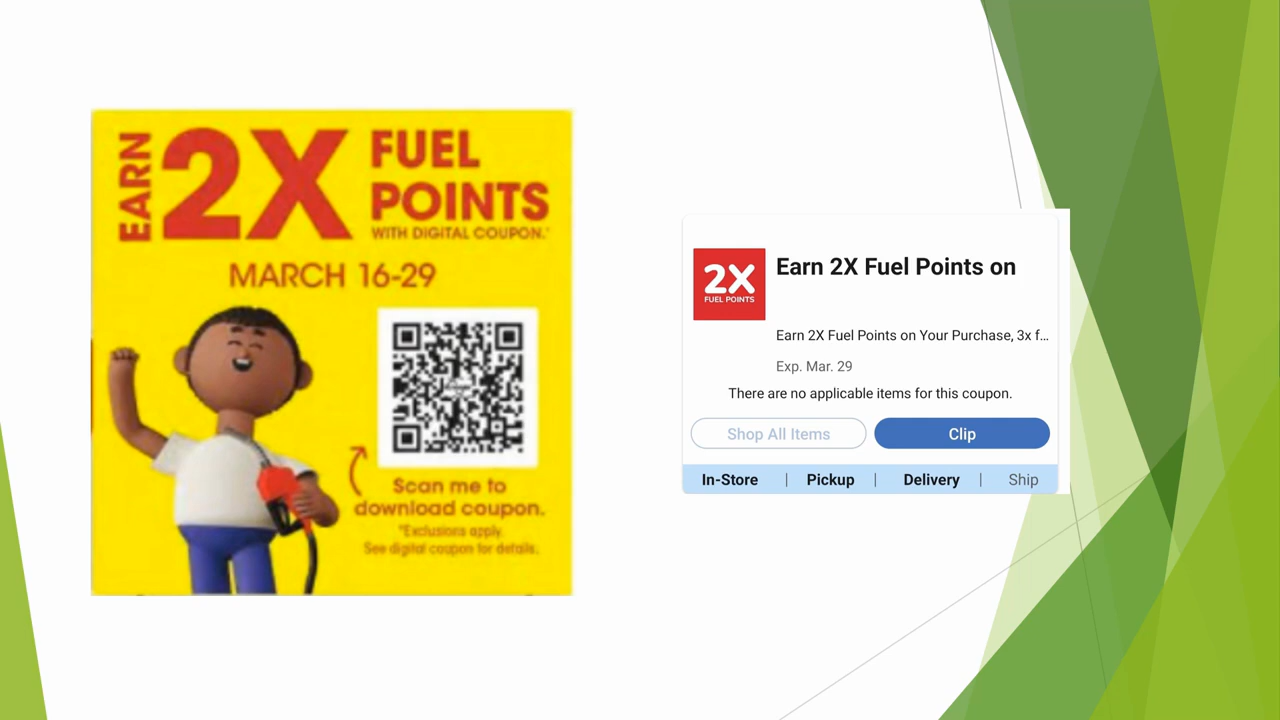 EARN
2X
FUEL
POINTS
WITH DIGITAL COUPON.*
MARCH 16-29
Scan me to
download coupon.
*Exclusions apply.
See digital coupon for details.
2X
FUEL POINTS
Earn 2X Fuel Points on
Earn 2X Fuel Points on Your Purchase, 3x f...
Exp. Mar. 29
There are no applicable items for this coupon.
Shop All Items
Clip
In-Store | Pickup | Delivery | Ship